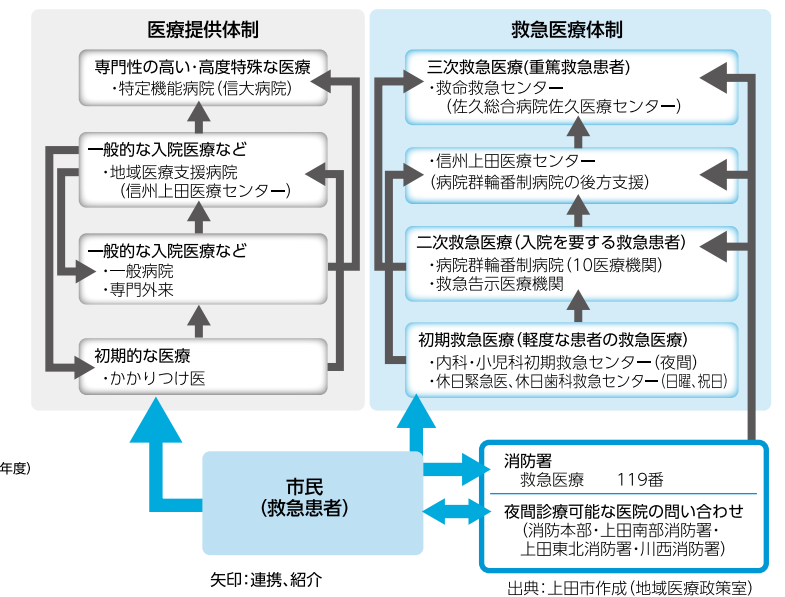 医療提供体制
専門性の高い・高度特殊な医療
・特定機能病院（信大病院）
一般的な入院医療など
・地域医療支援病院
（信州上田医療センター）
一般的な入院医療など
・一般病院
・専門外来
初期的な医療
・かかりつけ医
救急医療体制
三次救急医療（重篤救急患者）
・救命救急センター
（佐久総合病院佐久医療センター）
・信州上田医療センター
（病院群輪番制病院の後方支援）
二次救急医療（入院を要する救急患者）
・病院群輪番制病院（10医療機関）
・救急告示医療機関
初期救急医療（軽度な患者の救急医療）
・内科・小児科初期救急センター（夜間）
・休日緊急医、休日歯科救急センター（日曜、祝日）
年度）
市民
（救急患者）
消防署
救急医療　119番
夜間診療可能な医院の問い合わせ
（消防本部・上田南部消防署・
上田東北消防署・川西消防署）
矢印：連携、紹介
出典：上田市作成（地域医療政策室）